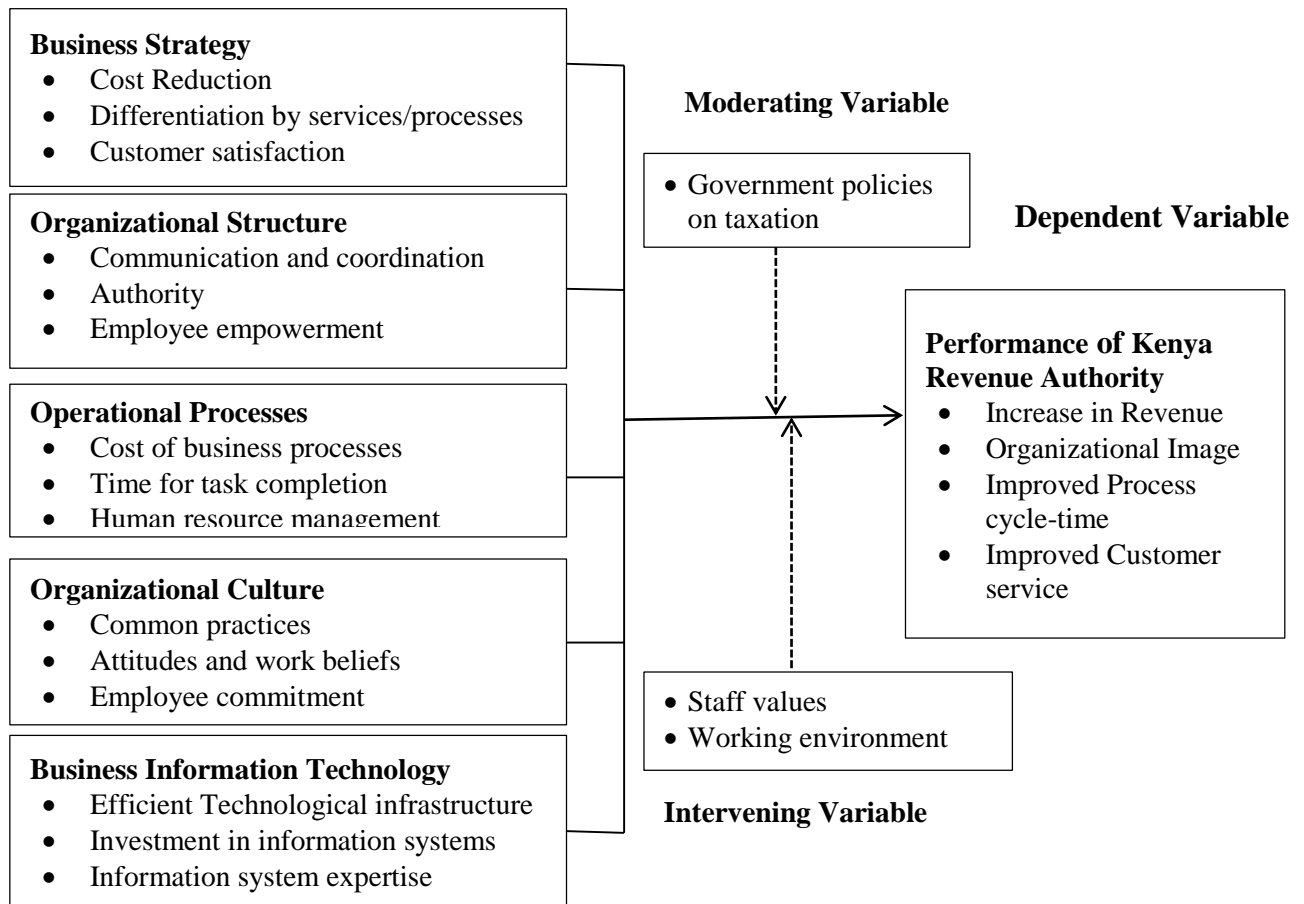 Business Strategy
• Cost Reduction
• Differentiation by services/processes
• Customer satisfaction
Organizational Structure
• Communication and coordination
• Authority
• Employee empowerment
Operational Processes
• Cost of business processes
• Time for task completion
• Human resource management
Organizational Culture
• Common practices
• Attitudes and work beliefs
• Employee commitment
Business Information Technology
• Efficient Technological infrastructure
• Investment in information systems
• Information system expertise
Moderating Variable
• Government policies
on taxation
• Staff values
• Working environment
Intervening Variable
Dependent Variable
Performance of Kenya
Revenue Authority
• Increase in Revenue
• Organizational Image
• Improved Process
cycle-time
• Improved Customer
service